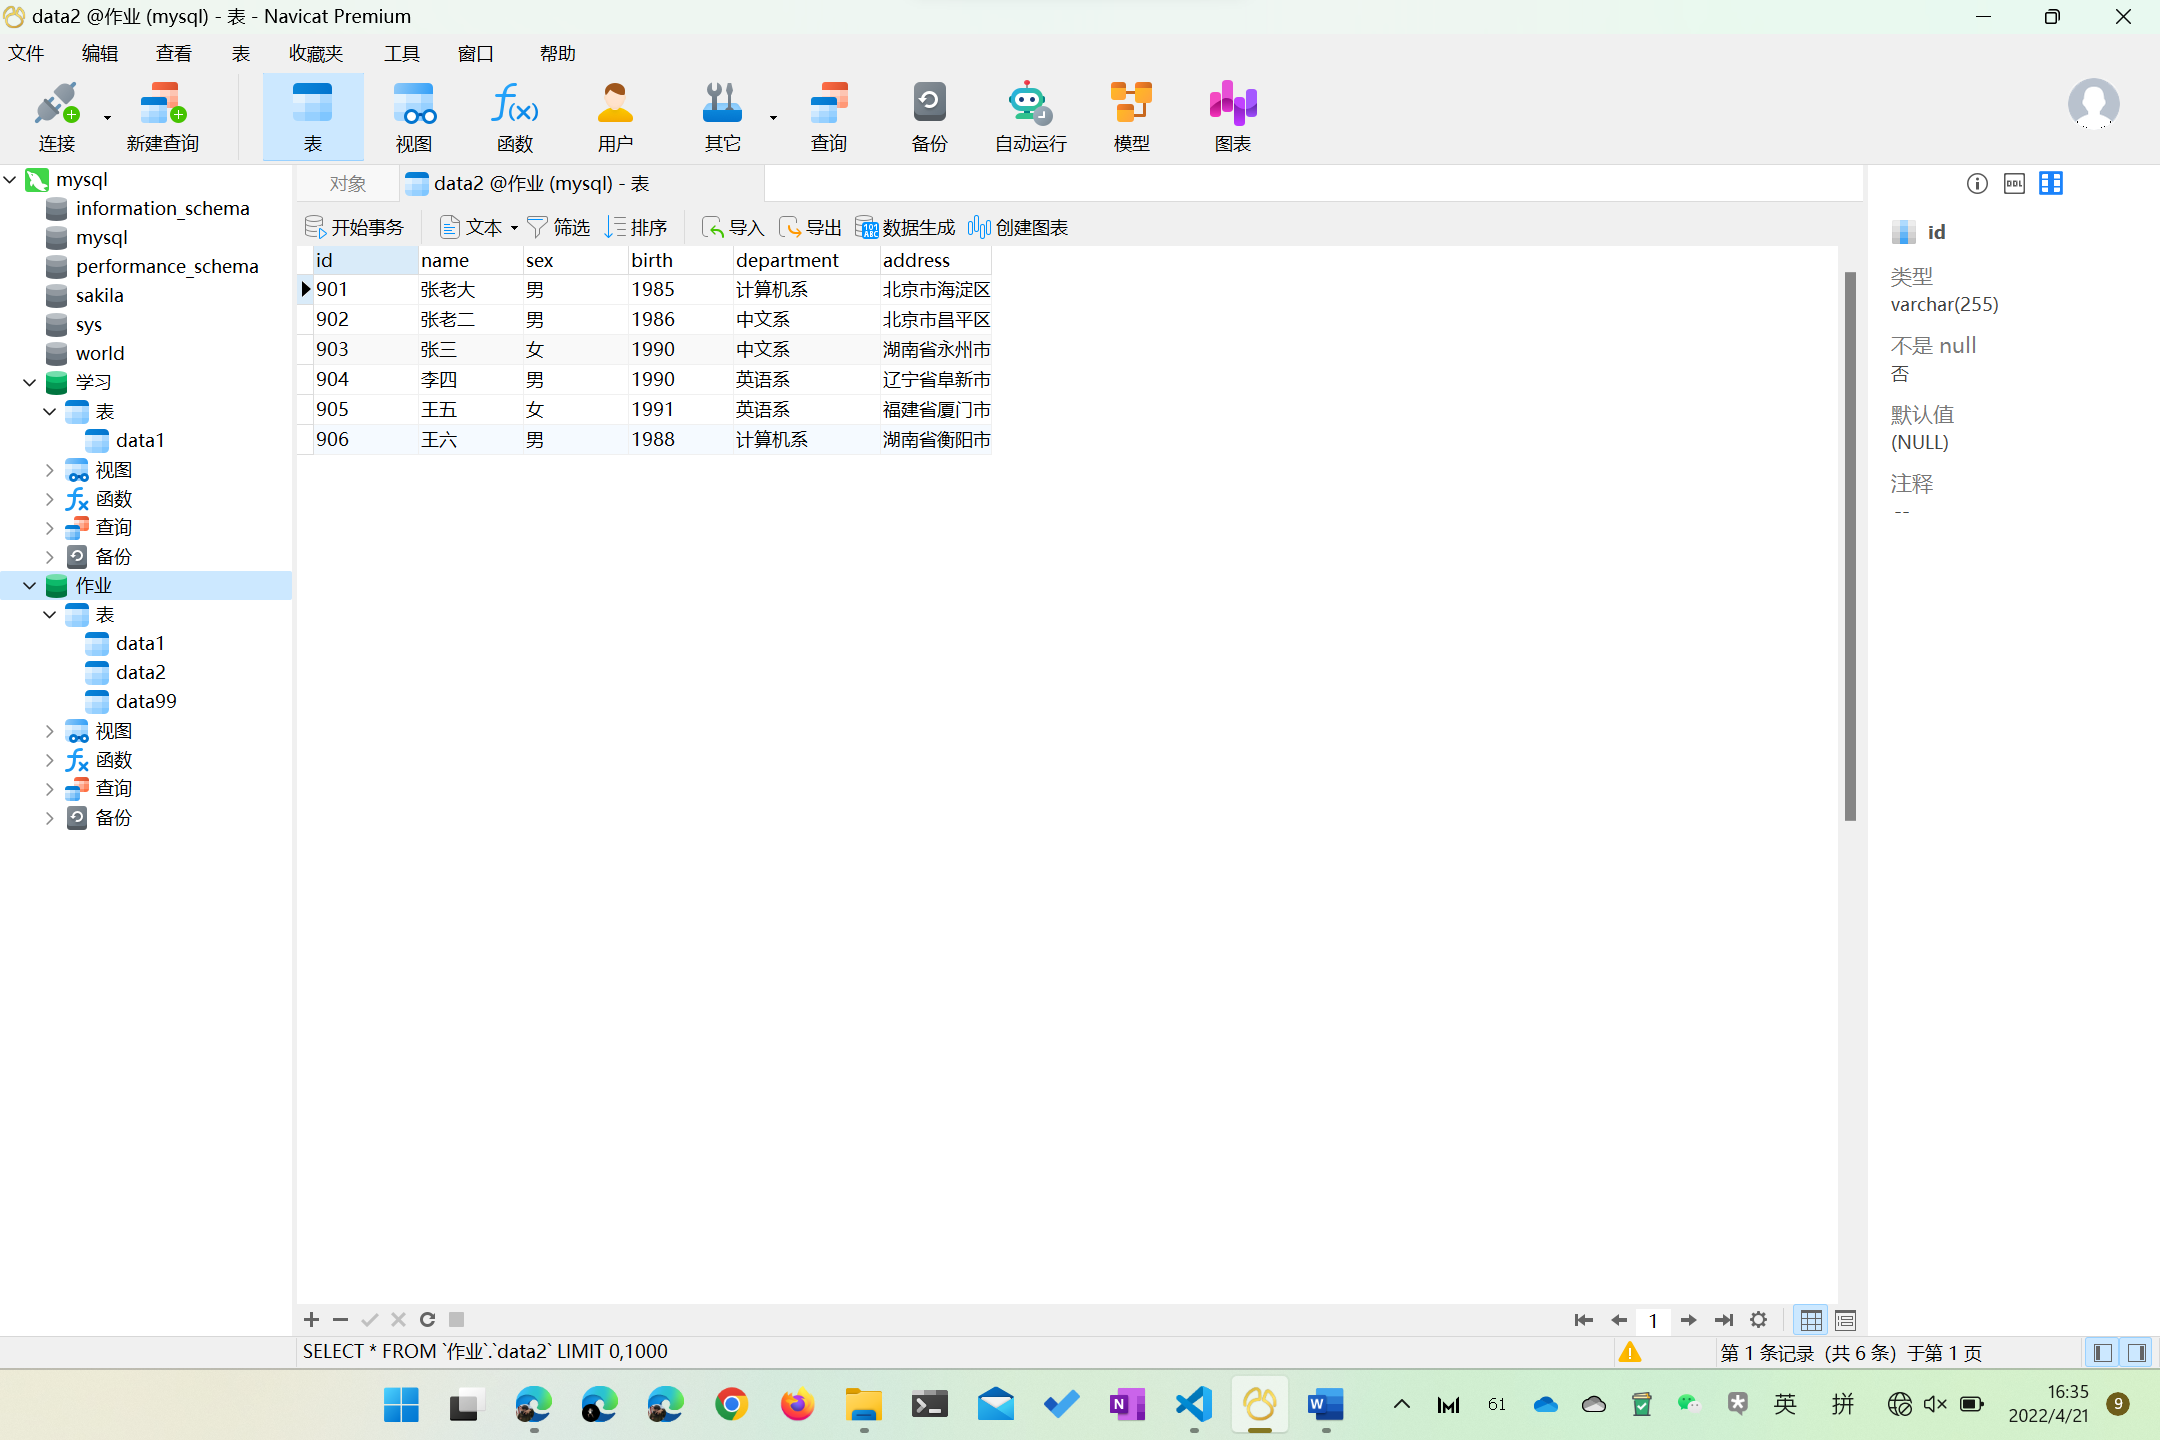 data2 @作业 (mysql) - 表 - Navicat Premium
文件 编辑 查看 表 收藏夹 工具 窗口 帮助
连接 新建查询 表 视图 函数 用户 其它 查询 备份 自动运行 模型 图表
mysql
information_schema
mysql
performance_schema
sakila
sys
world
学习
表
data1
视图
函数
查询
备份
作业
表
data1
data2
data99
视图
函数
查询
备份
对象 data2 @作业 (mysql) - 表
开始事务 文本 筛选 排序 导入 导出 数据生成 创建图表
id name sex birth department address
901 张老大 男 1985 计算机系 北京市海淀区
902 张老二 男 1986 中文系 北京市昌平区
903 张三 女 1990 中文系 湖南省永州市
904 李四 男 1990 英语系 辽宁省阜新市
905 王五 女 1991 英语系 福建省厦门市
906 王六 男 1988 计算机系 湖南省衡阳市
DDL
id
类型
varchar(255)
不是 null
否
默认值
(NULL)
注释
--
1
SELECT * FROM `作业`.`data2` LIMIT 0,1000
第 1 条记录 (共 6 条) 于第 1 页
61 英 拼
16:35
2022/4/21
9